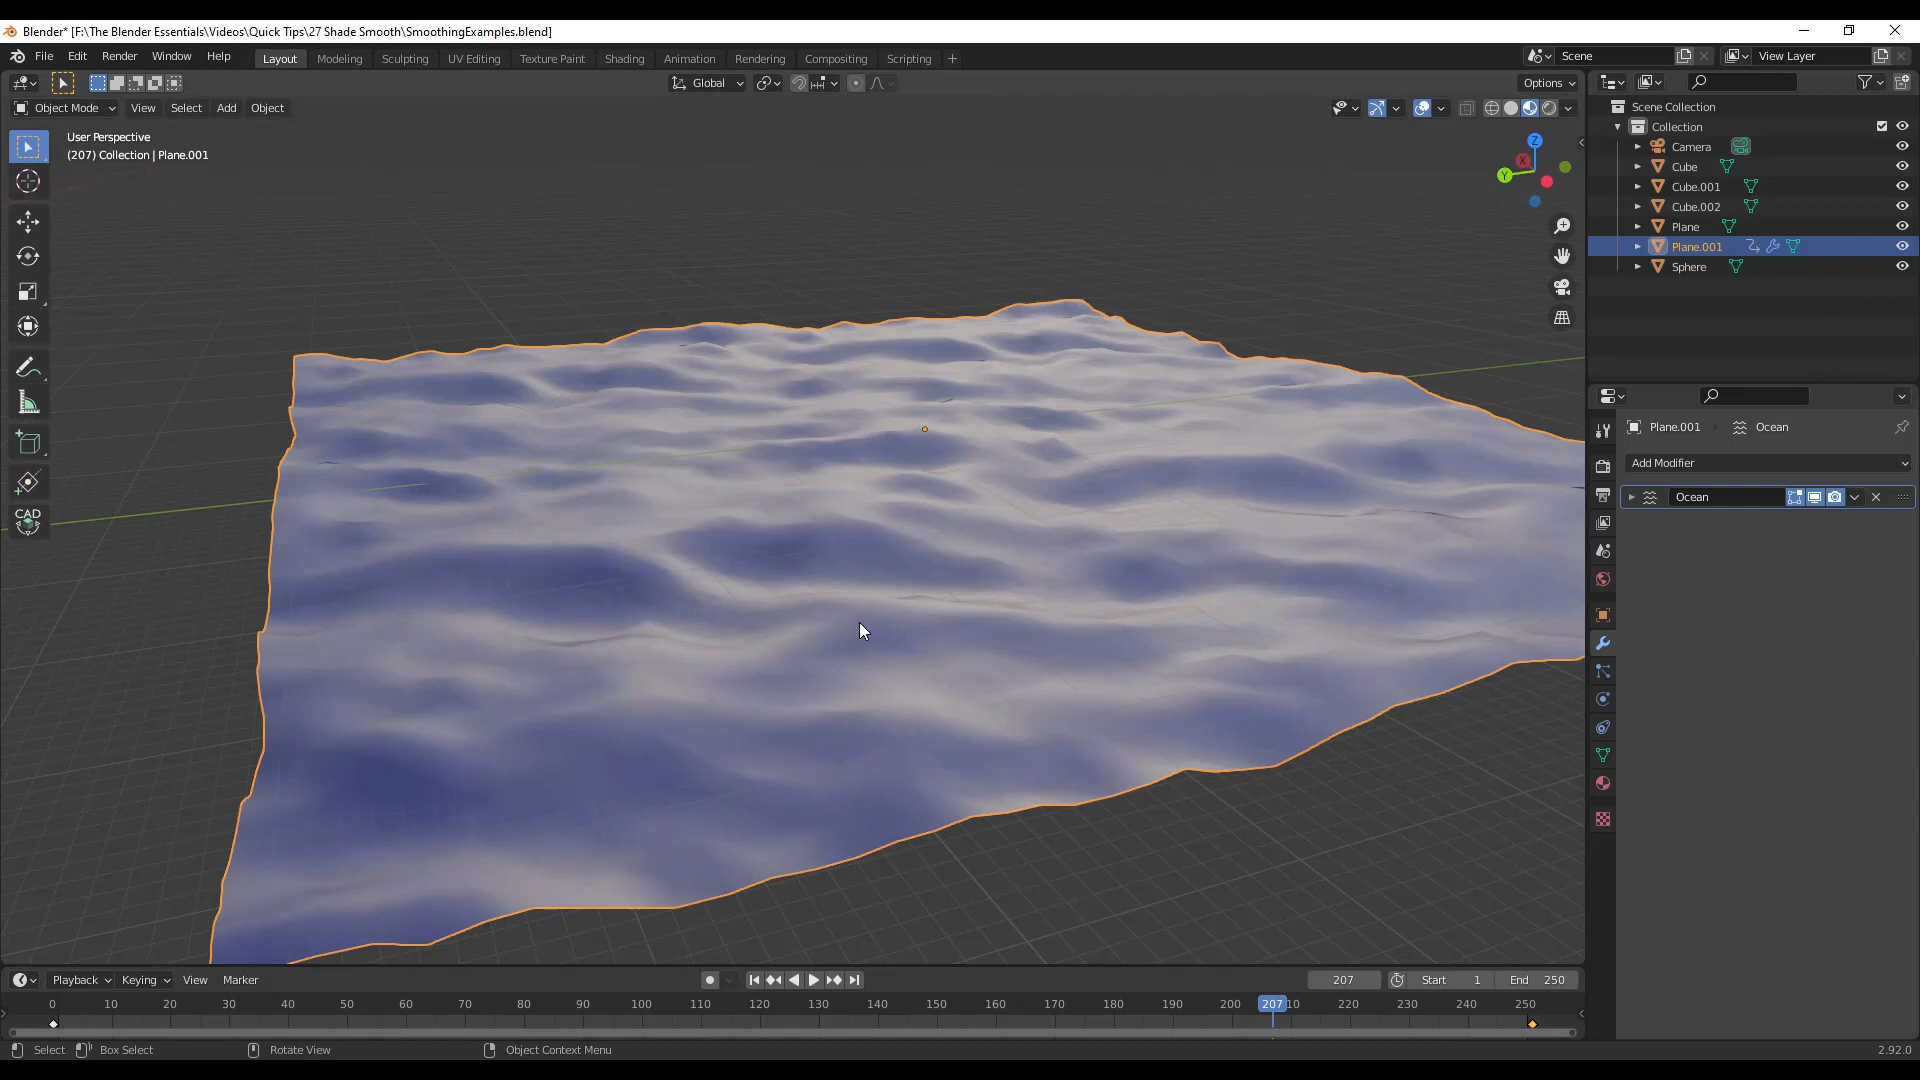 Blender* [F:\The Blender Essentials\Videos\Quick Tips\27 Shade Smooth\SmoothingExamples.blend]
File Edit Render Window Help Layout Modeling Sculpting UV Editing Texture Paint Shading Animation Rendering Compositing Scripting + Scene View Layer
Global Options
Object Mode View Select Add Object
User Perspective
(207) Collection | Plane.001
Z
X
Y
CAD
Scene Collection
Collection
Camera
Cube
Cube.001
Cube.002
Plane
Plane.001
Sphere
Plane.001 Ocean
Add Modifier
Ocean
Playback Keying View Marker 207 Start 1 End 250
0 10 20 30 40 50 60 70 80 90 100 110 120 130 140 150 160 170 180 190 200 207 10 220 230 240 250
Select Box Select Rotate View Object Context Menu 2.92.0